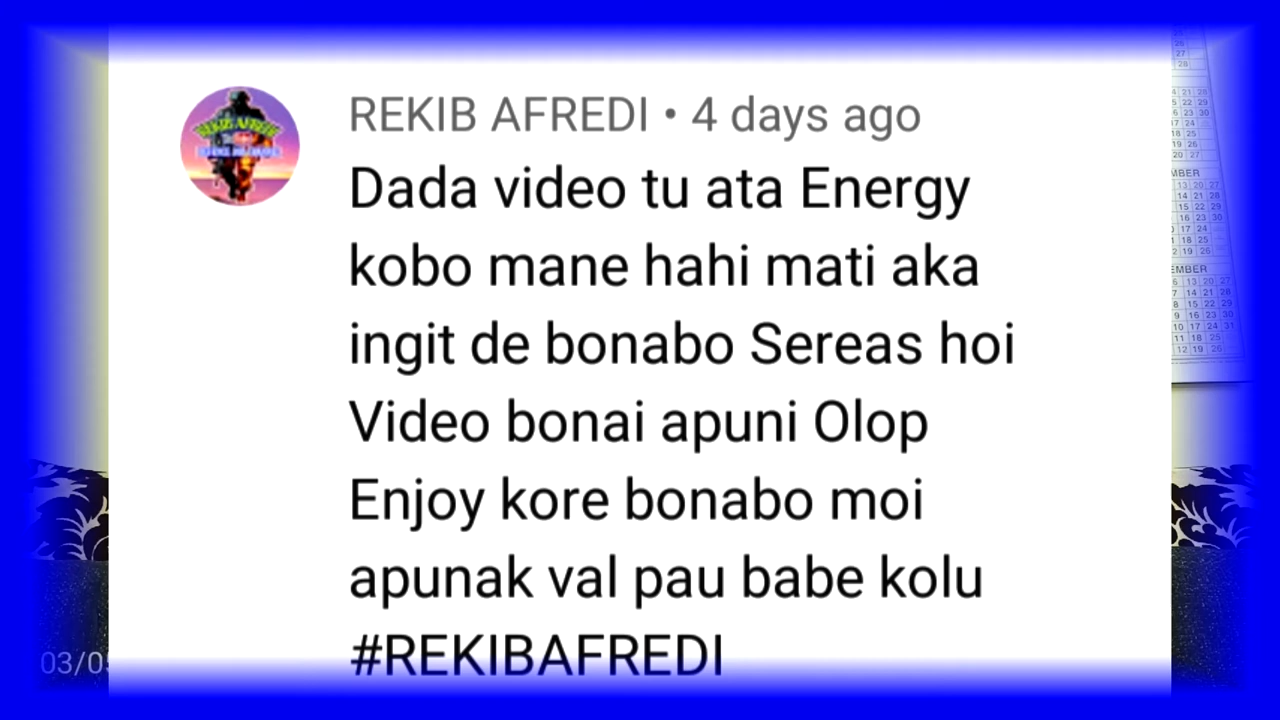 REKIB AFREDI • 4 days ago
Dada video tu ata Energy
kobo mane hahi mati aka
ingit de bonabo Sereas hoi
Video bonai apuni Olop
Enjoy kore bonabo moi
apunak val pau babe kolu
#REKIBAFREDI